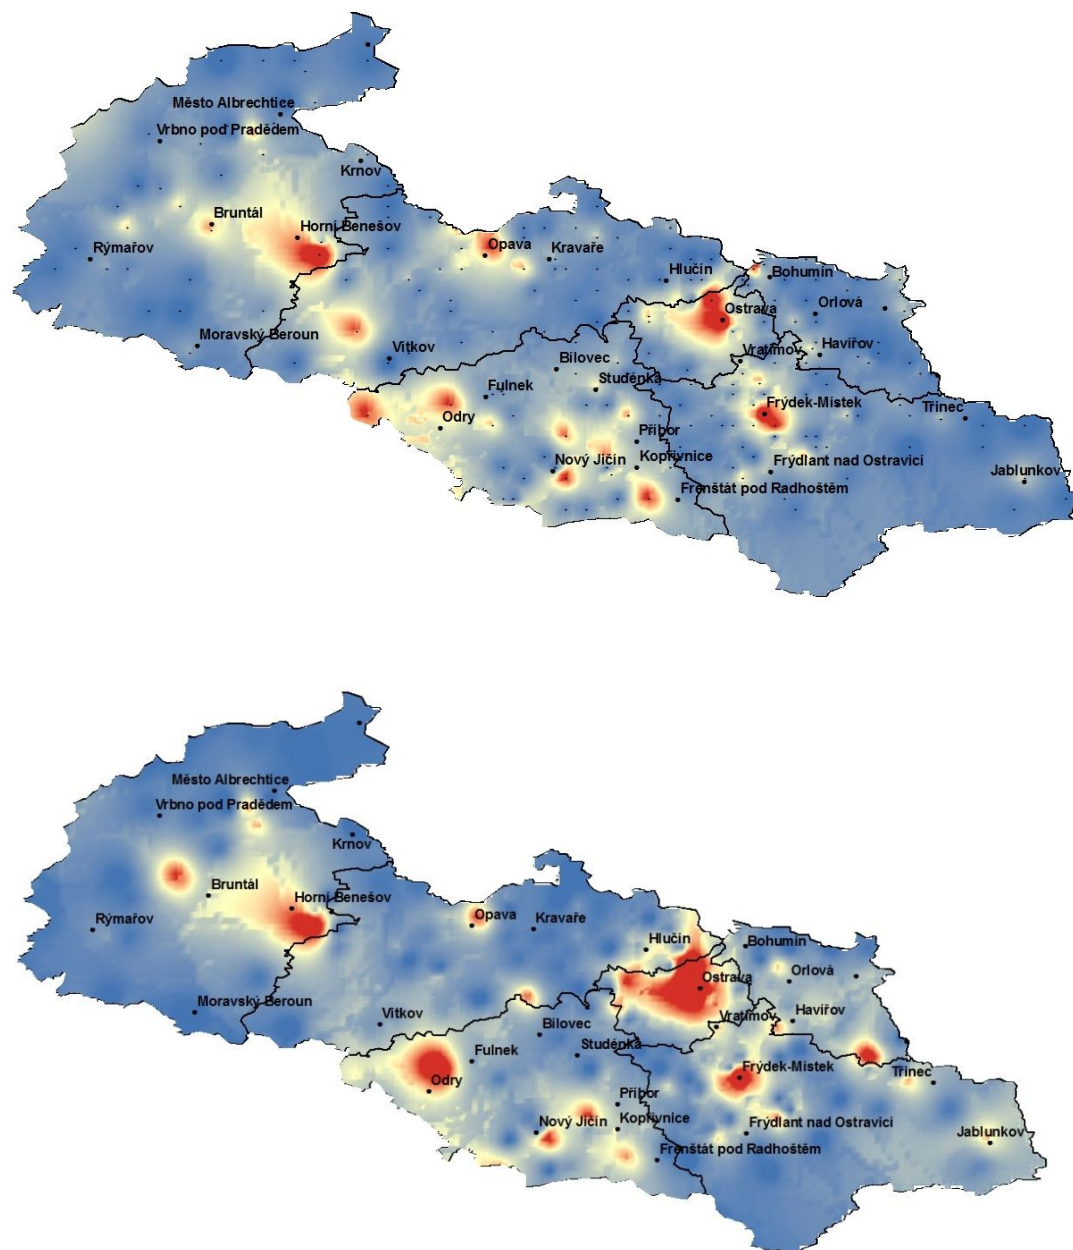 Město Albrechtice
Vrbno pod Pradědem
Krnov
Bruntál
Horní Benešov
Opava
Kravaře
Rýmařov
Hlučín
Bohumín
Ostrava
Orlová
Moravský Beroun
Vítkov
Bílovec
Vratimov
Havířov
Fulnek
Studénka
Odry
Frýdek-Místek
Třinec
Příbor
Nový Jičín
Kopřivnice
Frýdlant nad Ostravicí
Jablunkov
Frenštát pod Radhoštěm
Město Albrechtice
Vrbno pod Pradědem
Krnov
Bruntál
Horní Benešov
Opava
Kravaře
Rýmařov
Hlučín
Bohumín
Ostrava
Orlová
Moravský Beroun
Vítkov
Bílovec
Vratimov
Havířov
Fulnek
Studénka
Odry
Frýdek-Místek
Třinec
Příbor
Nový Jičín
Kopřivnice
Frýdlant nad Ostravicí
Jablunkov
Frenštát pod Radhoštěm